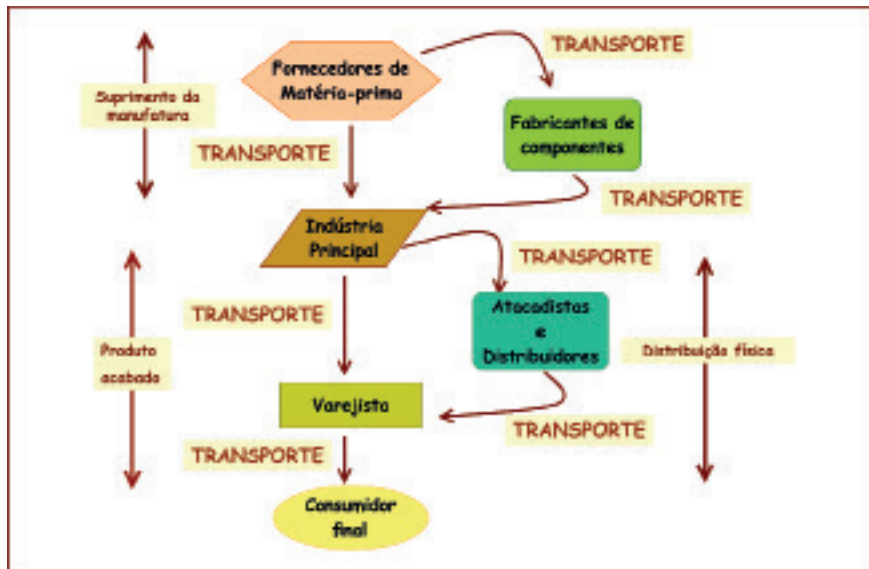 TRANSPORTE
Fornecedores de
Matéria-prima
Suprimento da
manufatura
Fabricantes de
componentes
TRANSPORTE
TRANSPORTE
Indústria
Principal
TRANSPORTE
TRANSPORTE
Atacadistas
e
Distribuidores
Produto
acabado
Distribuição física
Varejista
TRANSPORTE
TRANSPORTE
Consumidor
final